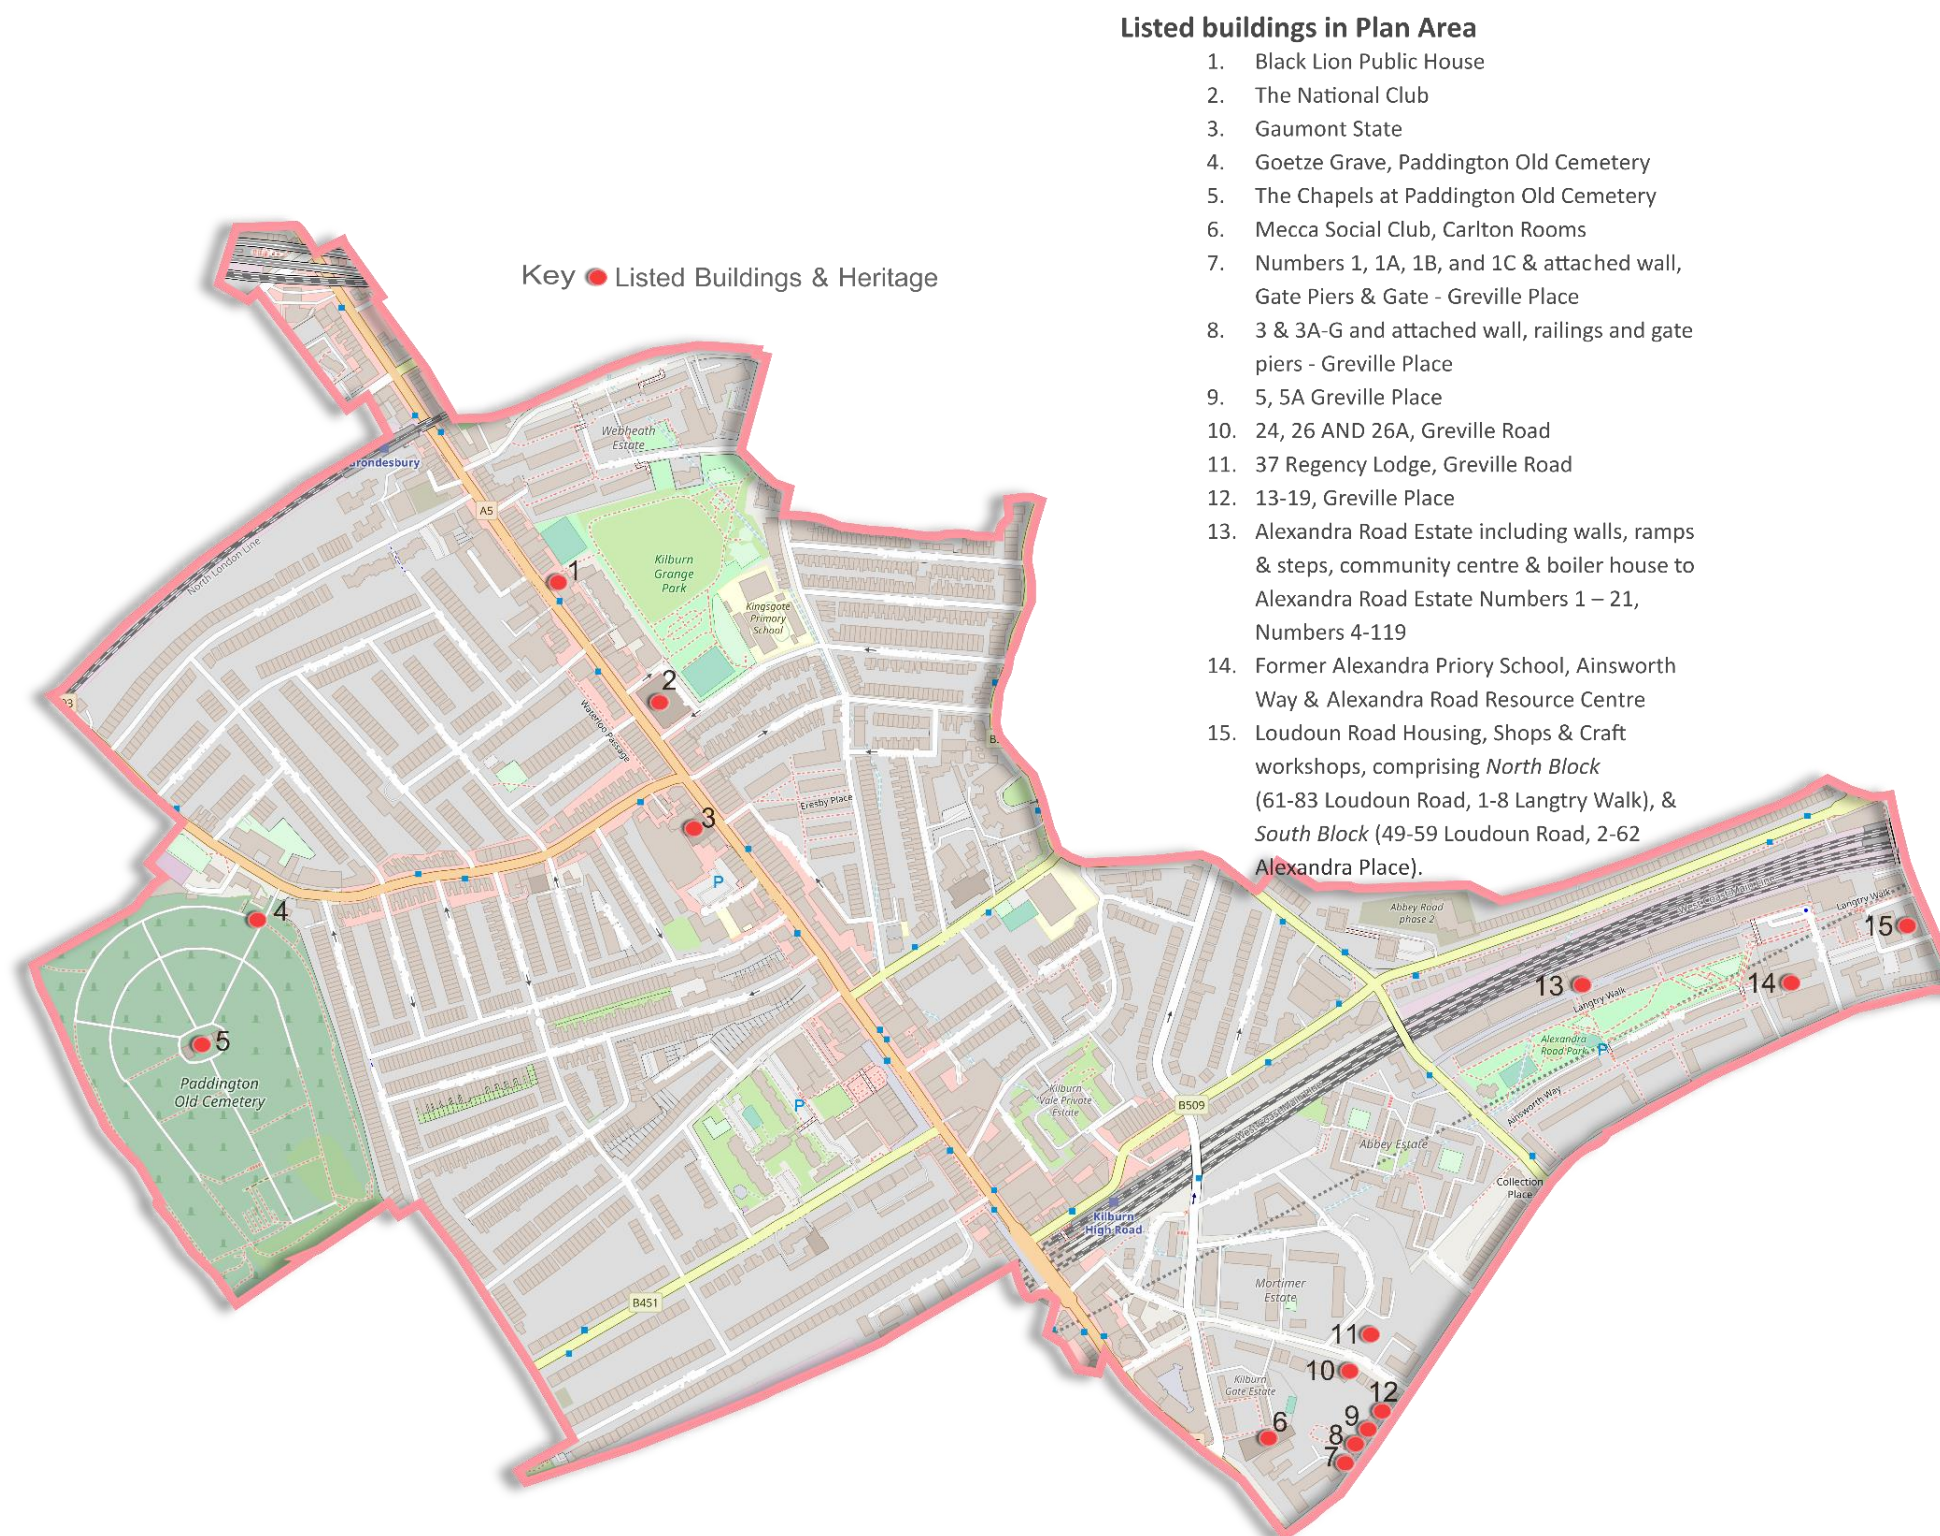 Listed buildings in Plan Area
1. Black Lion Public House
2. The National Club
3. Gaumont State
4. Goetze Grave, Paddington Old Cemetery
5. The Chapels at Paddington Old Cemetery
6. Mecca Social Club, Carlton Rooms
7. Numbers 1, 1A, 1B, and 1C & attached wall,
Gate Piers & Gate - Greville Place
8. 3 & 3A-G and attached wall, railings and gate
piers - Greville Place
9. 5, 5A Greville Place
10. 24, 26 AND 26A, Greville Road
11. 37 Regency Lodge, Greville Road
12. 13-19, Greville Place
13. Alexandra Road Estate including walls, ramps
& steps, community centre & boiler house to
Alexandra Road Estate Numbers 1 – 21,
Numbers 4-119
14. Former Alexandra Priory School, Ainsworth
Way & Alexandra Road Resource Centre
15. Loudoun Road Housing, Shops & Craft
workshops, comprising North Block
(61-83 Loudoun Road, 1-8 Langtry Walk), &
South Block (49-59 Loudoun Road, 2-62
Alexandra Place).
Key Listed Buildings & Heritage
Webheath
Estate
rondesbury
A5
North London Line
1
Kilburn
Grange
Park
Kingsgate
Primary
School
2
Waterloo Passage
Eresby Place
3
P
4
5
Paddington
Old Cemetery
P
Kilburn
Vale Private
Estate
B509
Abbey Road
phase 2
West Coast Main Line
Langtry Walk
15
14
13
Langtry Walk
Alexandra
Road Park
P
Ainsworth Way
West Coast Main Line
Abbey Estate
Collection
Place
Kilburn
High Road
B451
Mortimer
Estate
11
10
Kilburn
Gate Estate
12
9
6
8
7